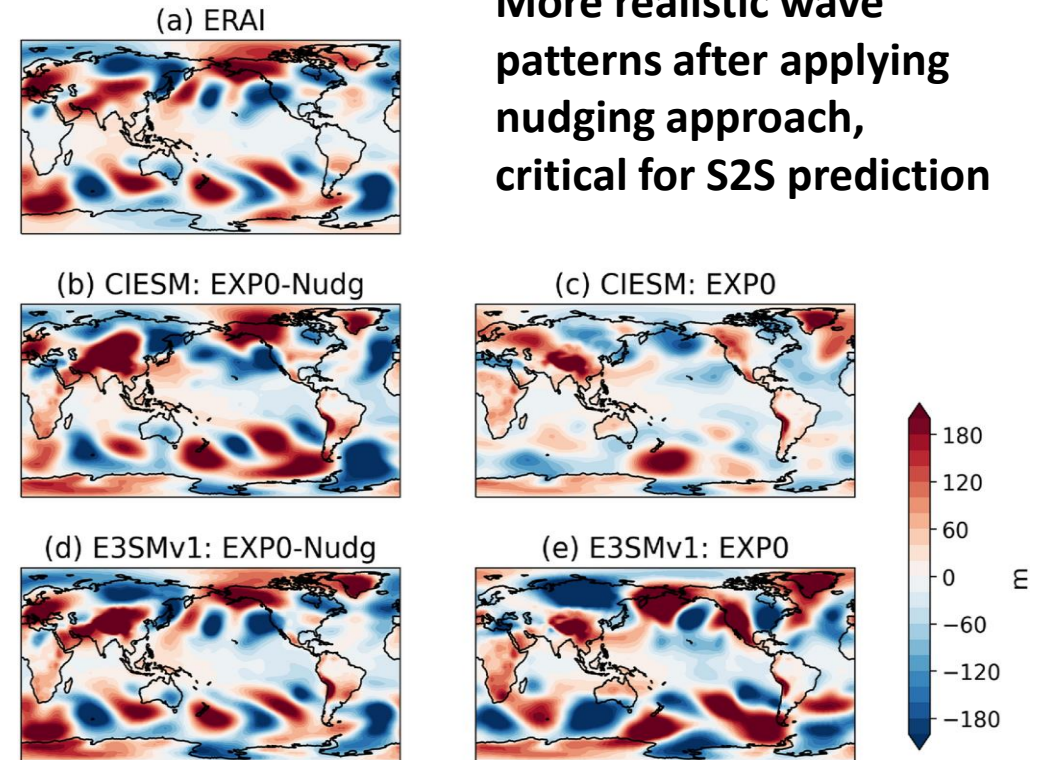 (a) ERAI
More realistic wave
patterns after applying
nudging approach,
critical for S2S prediction
(b) CIESM: EXP0-Nudg
(c) CIESM: EXP0
(d) E3SMv1: EXP0-Nudg
(e) E3SMv1: EXP0
180
120
60
0
−60
−120
−180
m